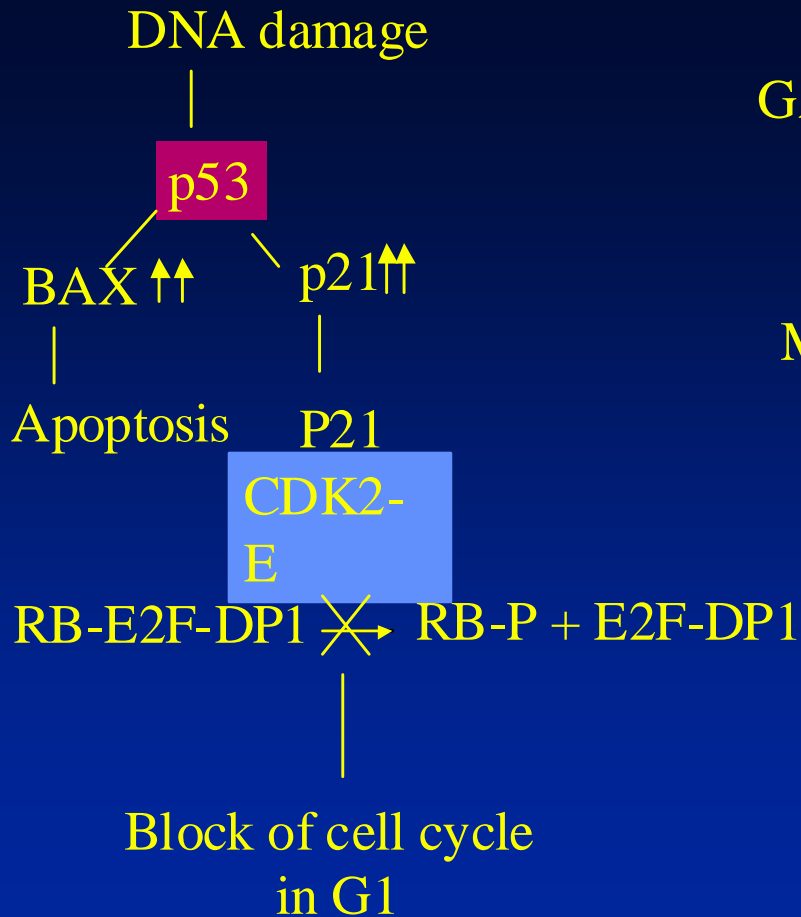 DNA damage
p53
BAX
p21
Apoptosis
P21
CDK2-
E
RB-E2F-DP1
RB-P + E2F-DP1
Block of cell cycle
in G1